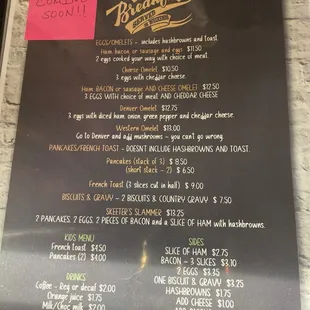 COMING
SOON!!
Breakfast
EGGS/OMELETS - includes hashbrowns and toast.
Ham, bacon, or sausage and eggs $11.50
2 eggs cooked your way with choice of meat.
Cheese Omelet $10.50
3 eggs with cheddar cheese.
Ham BACON or sausage AND CHEESE OMELET $12.50
3 EGGS WITH choice of meat AND CHEDDAR CHEESE
Denver Omelet $12.75
3 eggs with diced ham onion, green pepper and cheddar cheese.
Western Omelet $13.00
Go to Denver and add mushrooms - you can't go wrong.
PANCAKES/FRENCH TOAST - DOESN'T INCLUDE HASHBROWNS AND TOAST.
Pancakes (stack of 3) $ 8.50
(short stack - 2) $ 6.50
French Toast (3 slices cut in half) $ 9.00
BISCUITS & GRAVY - 2 BISCUITS & COUNTRY GRAVY $ 7.50
SKEETER'S SLAMMER $13.25
2 PANCAKES, 2 EGGS, 2 PIECES OF BACON and a SLICE OF HAM with hashbrowns.
KIDS MENU
French toast $4.50
Pancakes (2) $4.00
DRINKS
Coffee - Reg or decaf $2.00
Orange juice $1.75
Milk/Choc milk $2.00
SIDES
SLICE OF HAM $2.75
BACON - 3 SLICES $3.10
2 EGGS $3.35
ONE BISCUIT & GRAVY $3.25
HASHBROWNS $1.75
ADD CHEESE $1.00